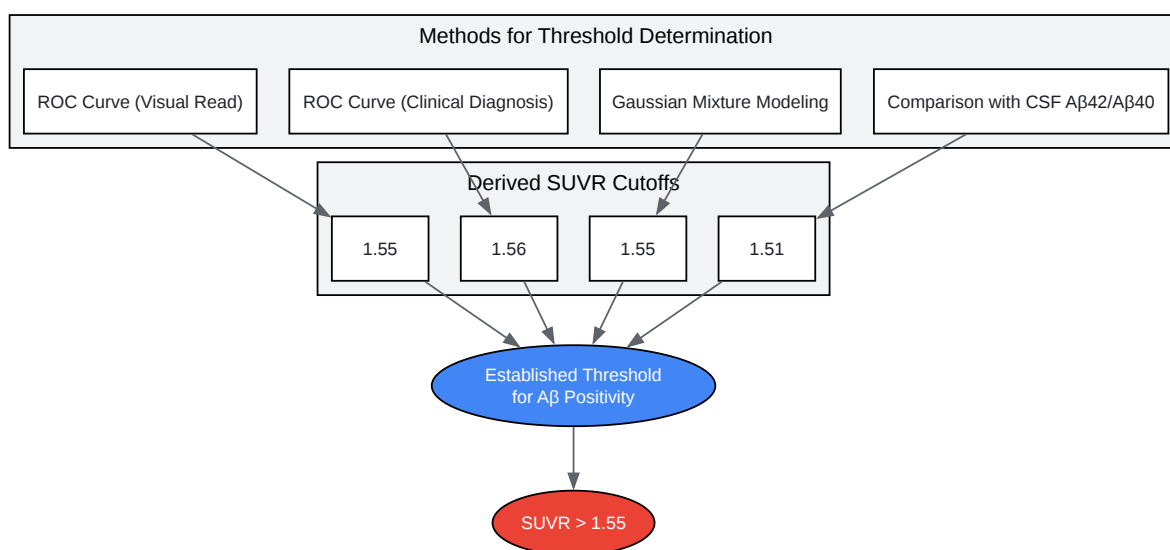 Methods for Threshold Determination
ROC Curve (Visual Read)
ROC Curve (Clinical Diagnosis)
Gaussian Mixture Modeling
Comparison with CSF Aβ42/Aβ40
Derived SUVR Cutoffs
1.55
1.56
1.55
1.51
Established Threshold
for Aβ Positivity
SUVR > 1.55